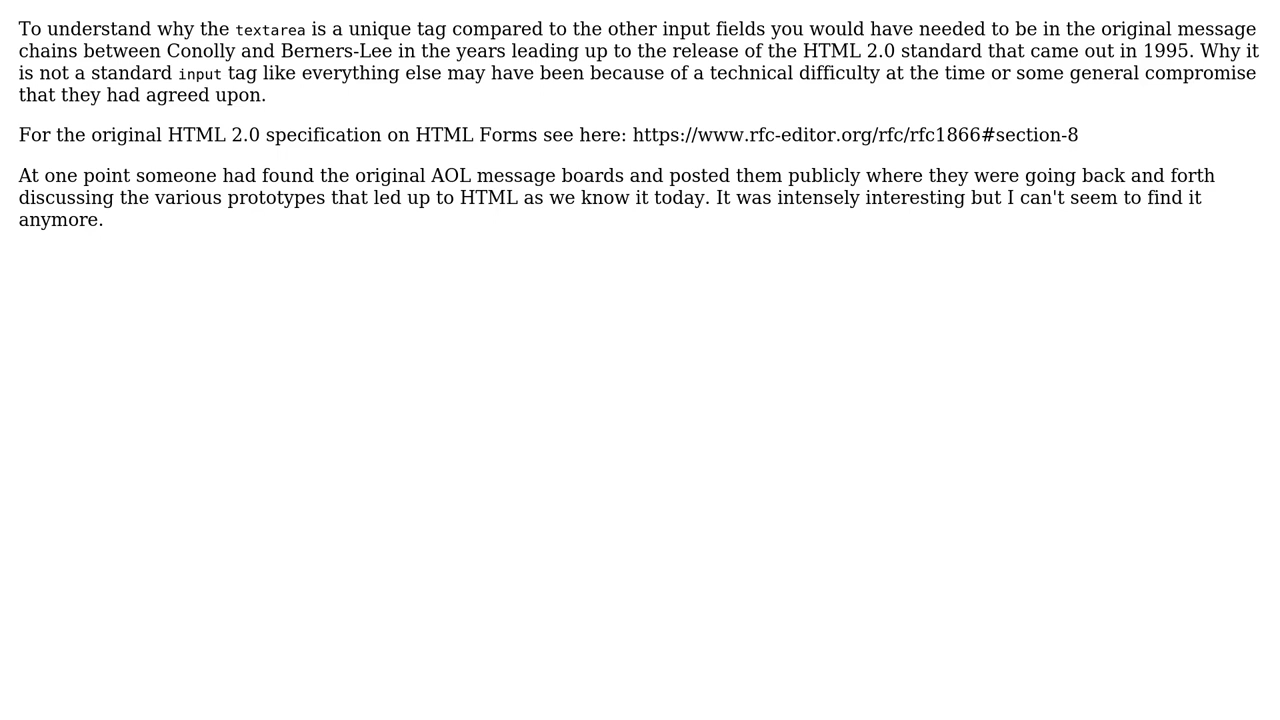 To understand why the textarea is a unique tag compared to the other input fields you would have needed to be in the original message
chains between Conolly and Berners-Lee in the years leading up to the release of the HTML 2.0 standard that came out in 1995. Why it
is not a standard input tag like everything else may have been because of a technical difficulty at the time or some general compromise
that they had agreed upon.
For the original HTML 2.0 specification on HTML Forms see here: https://www.rfc-editor.org/rfc/rfc1866#section-8
At one point someone had found the original AOL message boards and posted them publicly where they were going back and forth
discussing the various prototypes that led up to HTML as we know it today. It was intensely interesting but I can't seem to find it
anymore.